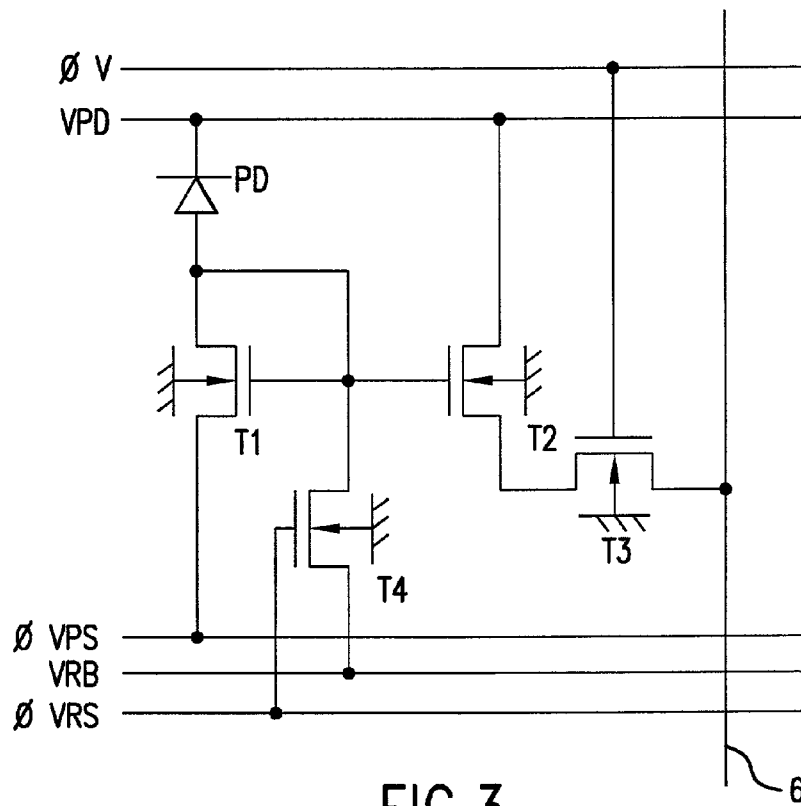 Ø V
VPD
PD
T1
T2
T3
T4
Ø VPS
VRB
Ø VRS
6
FIG. 3